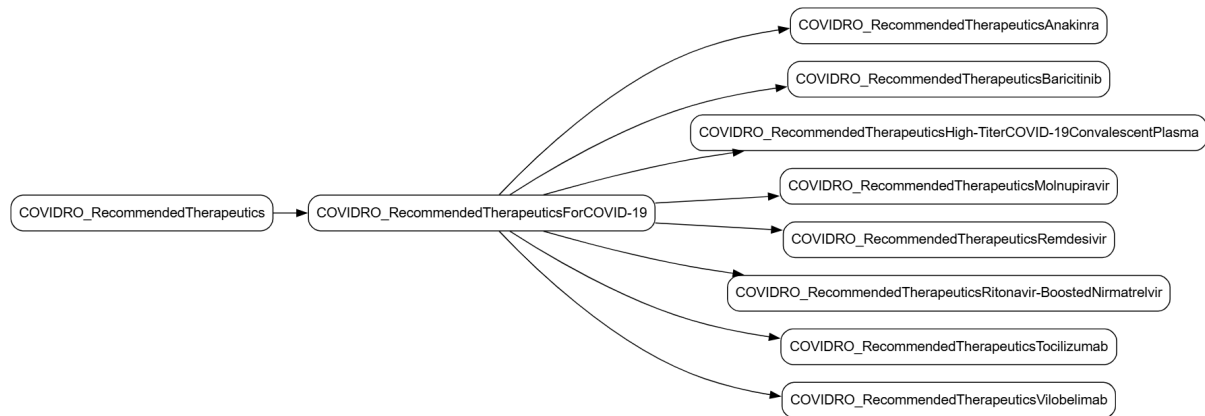 COVIDRO_RecommendedTherapeuticsAnakinra
COVIDRO_RecommendedTherapeuticsBaricitinib
COVIDRO_RecommendedTherapeuticsHigh-TiterCOVID-19ConvalescentPlasma
COVIDRO_RecommendedTherapeuticsMolnupiravir
COVIDRO_RecommendedTherapeutics
COVIDRO_RecommendedTherapeuticsForCOVID-19
COVIDRO_RecommendedTherapeuticsRemdesivir
COVIDRO_RecommendedTherapeuticsRitonavir-BoostedNirmatrelvir
COVIDRO_RecommendedTherapeuticsTocilizumab
COVIDRO_RecommendedTherapeuticsVilobelimab